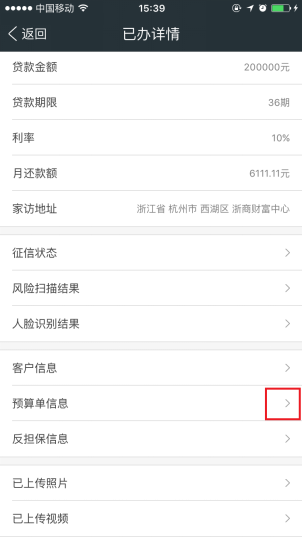 中国移动 15:39
返回 已办详情
贷款金额 200000元
贷款期限 36期
利率 10%
月还款额 6111.11元
家访地址 浙江省 杭州市 西湖区 浙商财富中心
征信状态
风险扫描结果
人脸识别结果
客户信息
预算单信息
反担保信息
已上传照片
已上传视频